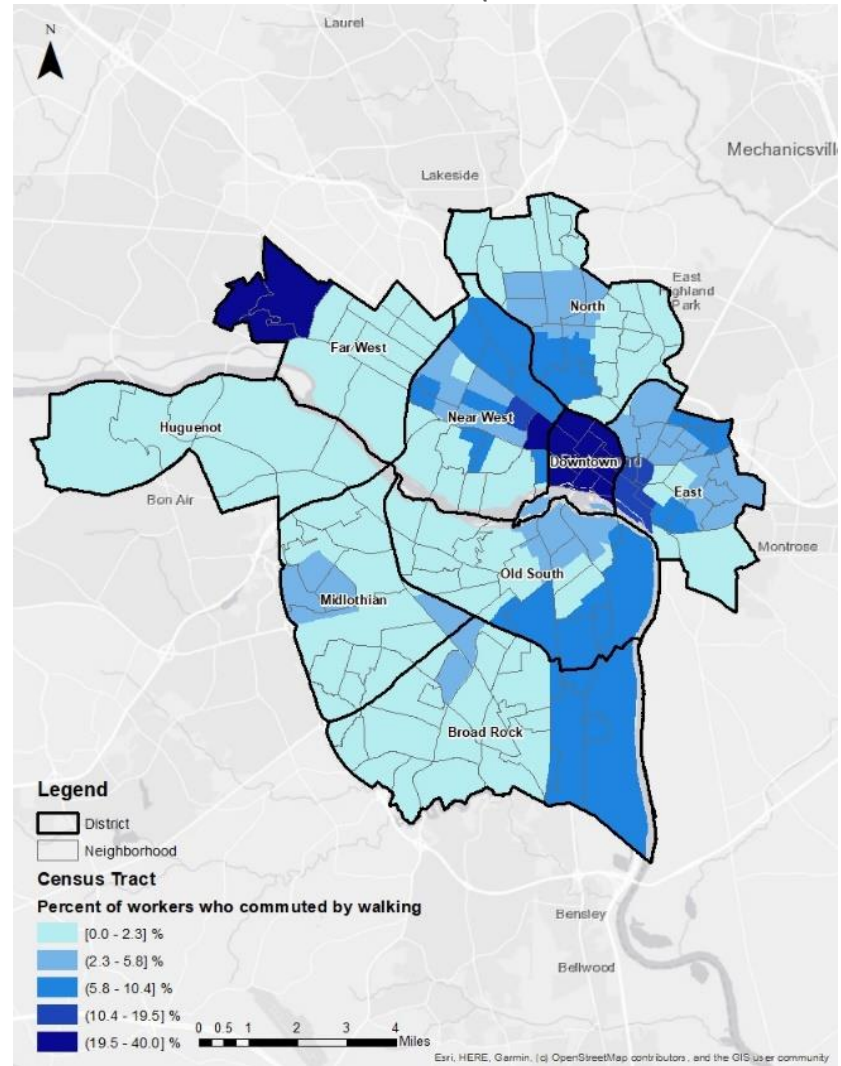 N
Laurel
Mechanicsvill
Lakeside
East
Highland
Park
North
Far West
Near West
Huguenot
Downtown
East
Bon Air
Montrose
Old South
Midlothian
Broad Rock
Legend
District
Neighborhood
Census Tract
Percent of workers who commuted by walking
[0.0 - 2.3] %
(2.3 - 5.8] %
(5.8 - 10.4] %
(10.4 - 19.5] %
(19.5 - 40.0] %
0 0.5 1 2 3 4
Miles
Bensley
Bellwood
Esri, HERE, Garmin, (c) OpenStreetMap contributors, and the GIS user community